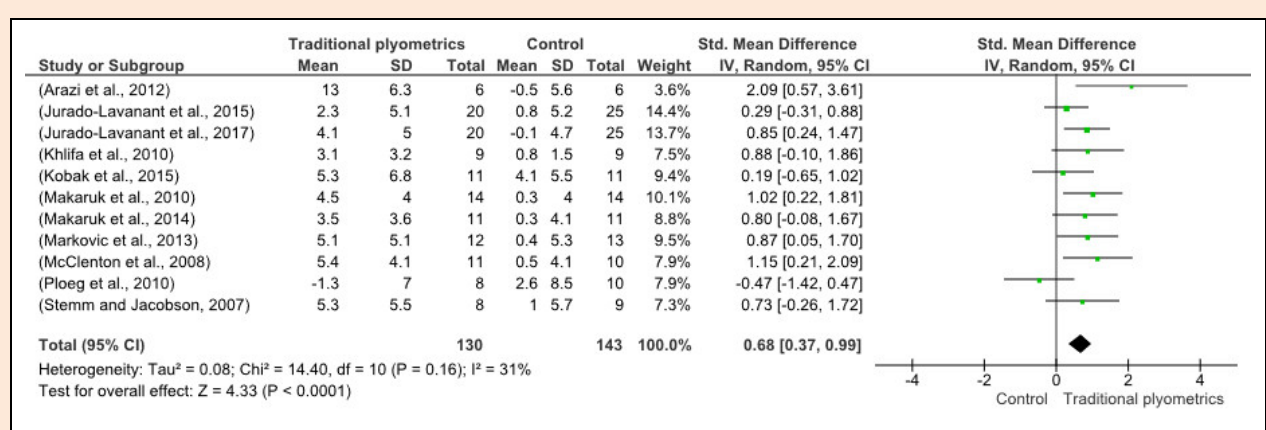 Traditional plyometrics Control Std. Mean Difference Std. Mean Difference
Study or Subgroup Mean SD Total Mean SD Total Weight IV, Random, 95% CI IV, Random, 95% CI
(Arazi et al., 2012) 13 6.3 6 -0.5 5.6 6 3.6% 2.09 [0.57, 3.61]
(Jurado-Lavanant et al., 2015) 2.3 5.1 20 0.8 5.2 25 14.4% 0.29 [-0.31, 0.88]
(Jurado-Lavanant et al., 2017) 4.1 5 20 -0.1 4.7 25 13.7% 0.85 [0.24, 1.47]
(Khlifa et al., 2010) 3.1 3.2 9 0.8 1.5 9 7.5% 0.88 [-0.10, 1.86]
(Kobak et al., 2015) 5.3 6.8 11 4.1 5.5 11 9.4% 0.19 [-0.65, 1.02]
(Makaruk et al., 2010) 4.5 4 14 0.3 4 14 10.1% 1.02 [0.22, 1.81]
(Makaruk et al., 2014) 3.5 3.6 11 0.3 4.1 11 8.8% 0.80 [-0.08, 1.67]
(Markovic et al., 2013) 5.1 5.1 12 0.4 5.3 13 9.5% 0.87 [0.05, 1.70]
(McClenton et al., 2008) 5.4 4.1 11 0.5 4.1 10 7.9% 1.15 [0.21, 2.09]
(Ploeg et al., 2010) -1.3 7 8 2.6 8.5 10 7.9% -0.47 [-1.42, 0.47]
(Stemm and Jacobson, 2007) 5.3 5.5 8 1 5.7 9 7.3% 0.73 [-0.26, 1.72]
Total (95% CI) 130 143 100.0% 0.68 [0.37, 0.99]
Heterogeneity: Tau² = 0.08; Chi² = 14.40, df = 10 (P = 0.16); I² = 31%
Test for overall effect: Z = 4.33 (P < 0.0001)
-4 -2 0 2 4
Control Traditional plyometrics